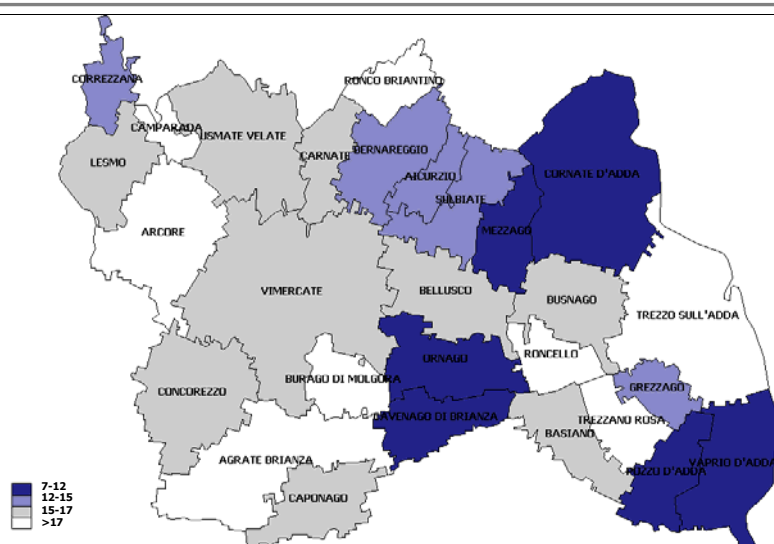 CORREZZANA
RONCO BRIANTINO
CAMPARADA
USMATE VELATE
CARNATE
BERNAREGGIO
LESMO
AICURZIO
CORNATE D'ADDA
SULBIATE
ARCORE
MEZZAGO
VIMERCATE
BELLUSCO
BUSNAGO
TREZZO SULL'ADDA
ORNAGO
RONCELLO
BURAGO DI MOLGORA
GREZZAGO
CONCOREZZO
CAVENAGO DI BRIANZA
TREZZANO ROSA
BASIANO
AGRATE BRIANZA
POZZO D'ADDA
VAPRIO D'ADDA
CAPONAGO
7-12
12-15
15-17
>17